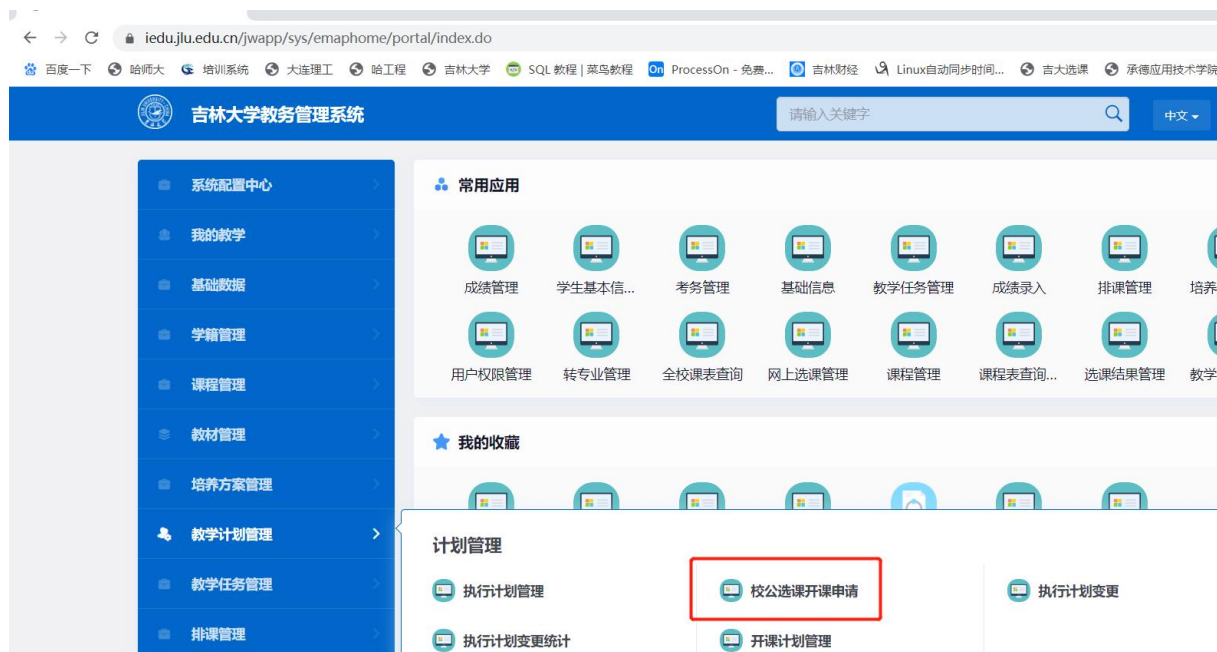 iedu.jlu.edu.cn/jwapp/sys/emaphome/portal/index.do
百度一下 哈师大 培训系统 大连理工 哈工程 吉林大学 SQL 教程 | 菜鸟教程 On ProcessOn - 免费... 吉林财经 Linux自动同步时间... 吉大选课 承德应用技术学院
吉林大学教务管理系统 请输入关键字 中文
系统配置中心
我的教学
基础数据
学籍管理
课程管理
教材管理
培养方案管理
教学计划管理
教学任务管理
排课管理
常用应用
成绩管理 学生基本信... 考务管理 基础信息 教学任务管理 成绩录入 排课管理 培养
用户权限管理 转专业管理 全校课表查询 网上选课管理 课程管理 课程表查询... 选课结果管理 教学
我的收藏
计划管理
执行计划管理 校公选课开课申请 执行计划变更
执行计划变更统计 开课计划管理